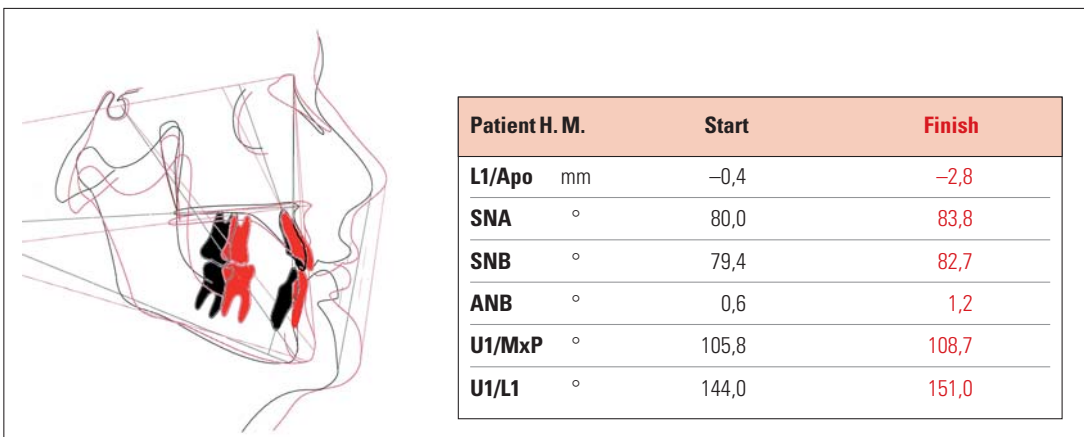 Patient H. M. Start Finish
L1/Apo mm –0,4 –2,8
SNA ° 80,0 83,8
SNB ° 79,4 82,7
ANB ° 0,6 1,2
U1/MxP ° 105,8 108,7
U1/L1 ° 144,0 151,0